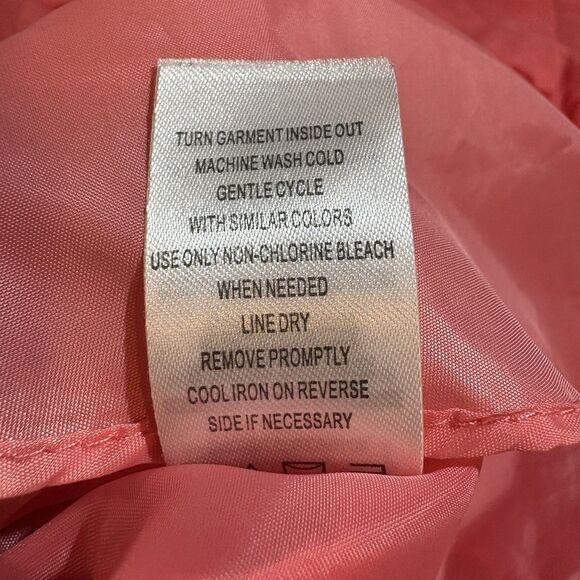 TURN GARMENT INSIDE OUT
MACHINE WASH COLD
GENTLE CYCLE
WITH SIMILAR COLORS
USE ONLY NON-CHLORINE BLEACH
WHEN NEEDED
LINE DRY
REMOVE PROMPTLY
COOL IRON ON REVERSE
SIDE IF NECESSARY